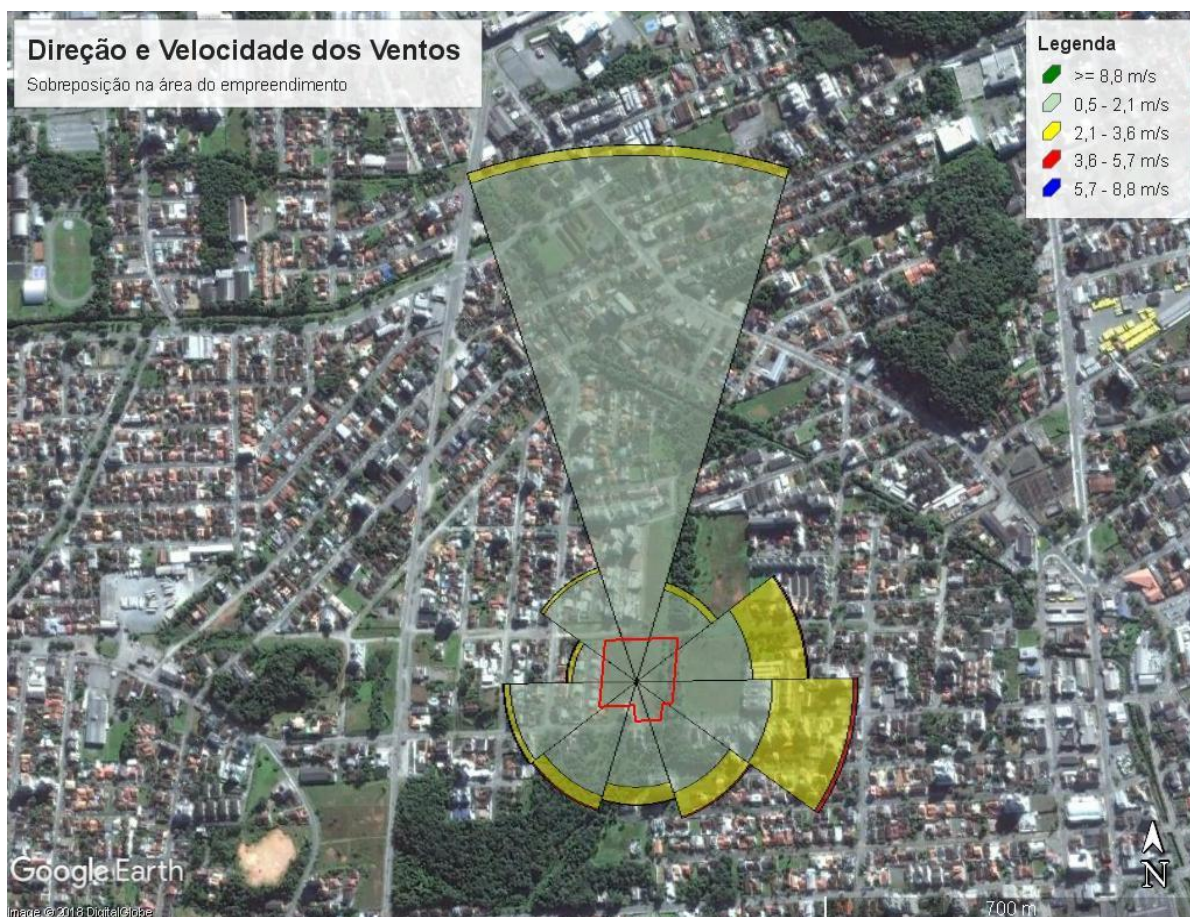 Direção e Velocidade dos Ventos
Sobreposição na área do empreendimento
Legenda
>= 8,8 m/s
0,5 - 2,1 m/s
2,1 - 3,6 m/s
3,6 - 5,7 m/s
5,7 - 8,8 m/s
Google Earth
N
Image © 2018 DigitalGlobe
700 m